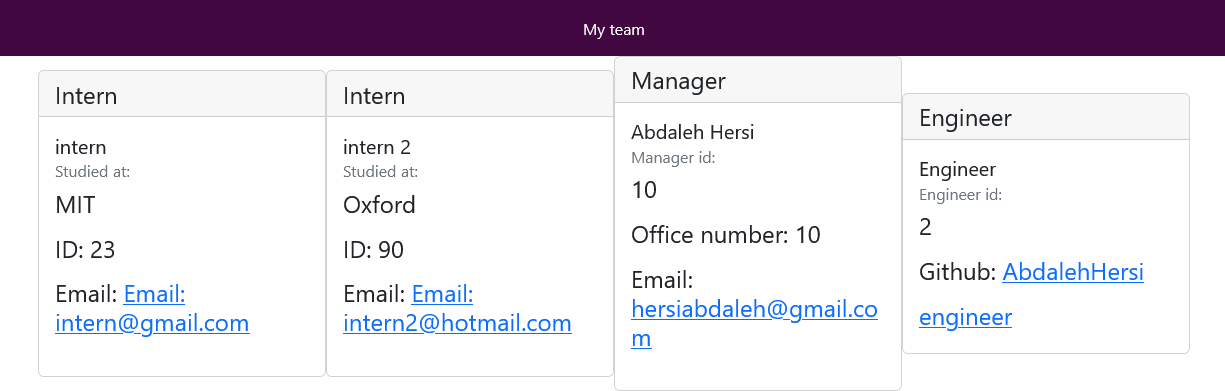 My team
Intern
intern
Studied at:
MIT
ID: 23
Email: Email:
intern@gmail.com
Intern
intern 2
Studied at:
Oxford
ID: 90
Email: Email:
intern2@hotmail.com
Manager
Abdaleh Hersi
Manager id:
10
Office number: 10
Email:
hersiabdaleh@gmail.co
m
Engineer
Engineer
Engineer id:
2
Github: AbdalehHersi
engineer